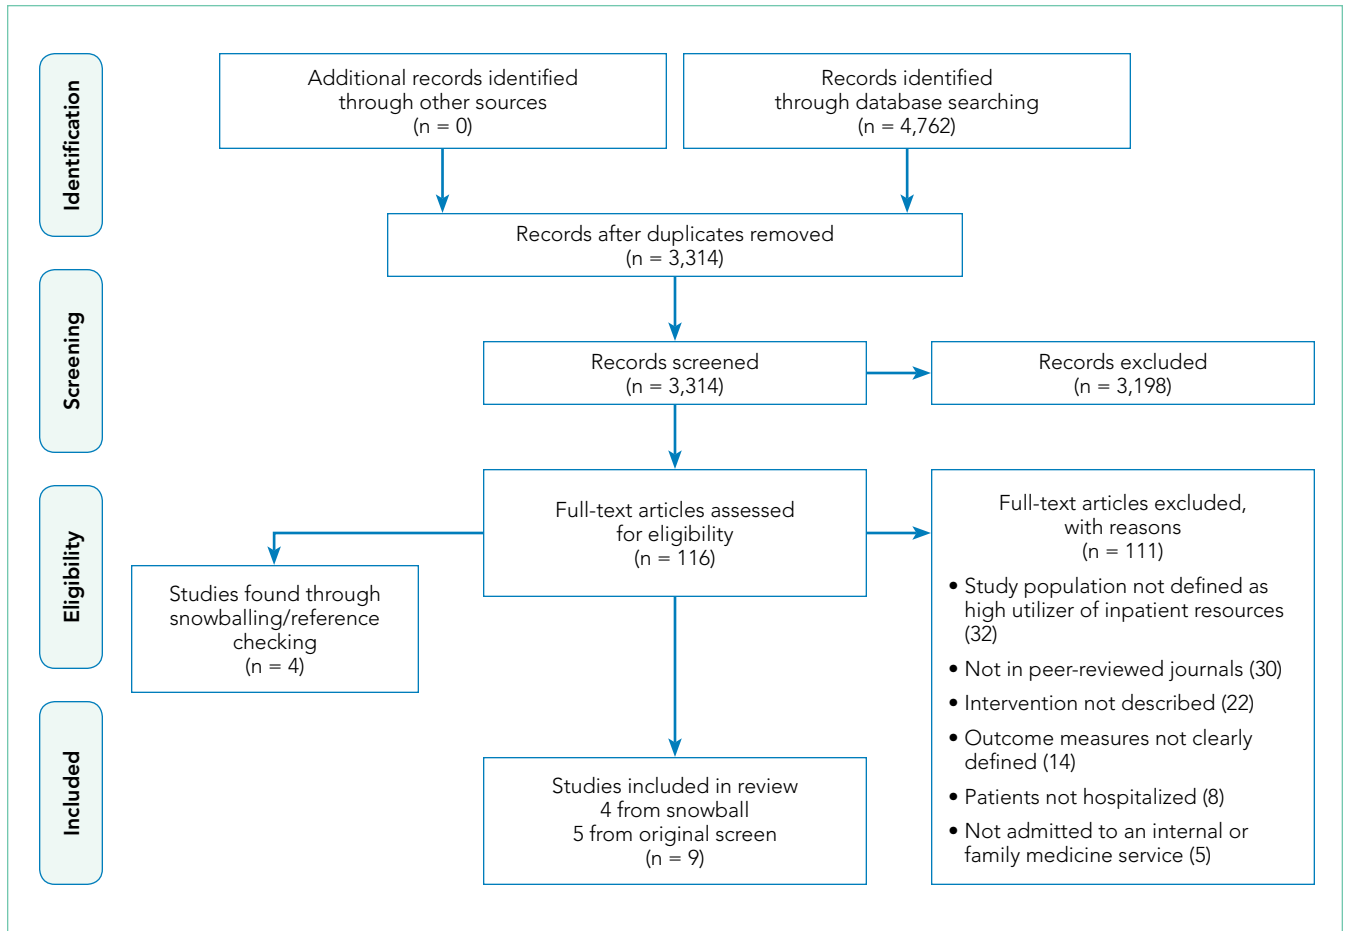 Identification
Additional records identified
through other sources
(n = 0)
Records identified
through database searching
(n = 4,762)
Records after duplicates removed
(n = 3,314)
Screening
Records screened
(n = 3,314)
Records excluded
(n = 3,198)
Eligibility
Full-text articles assessed
for eligibility
(n = 116)
Studies found through
snowballing/reference
checking
(n = 4)
Full-text articles excluded,
with reasons
(n = 111)
• Study population not defined as
high utilizer of inpatient resources
(32)
• Not in peer-reviewed journals (30)
• Intervention not described (22)
• Outcome measures not clearly
defined (14)
• Patients not hospitalized (8)
• Not admitted to an internal or
family medicine service (5)
Included
Studies included in review
4 from snowball
5 from original screen
(n = 9)